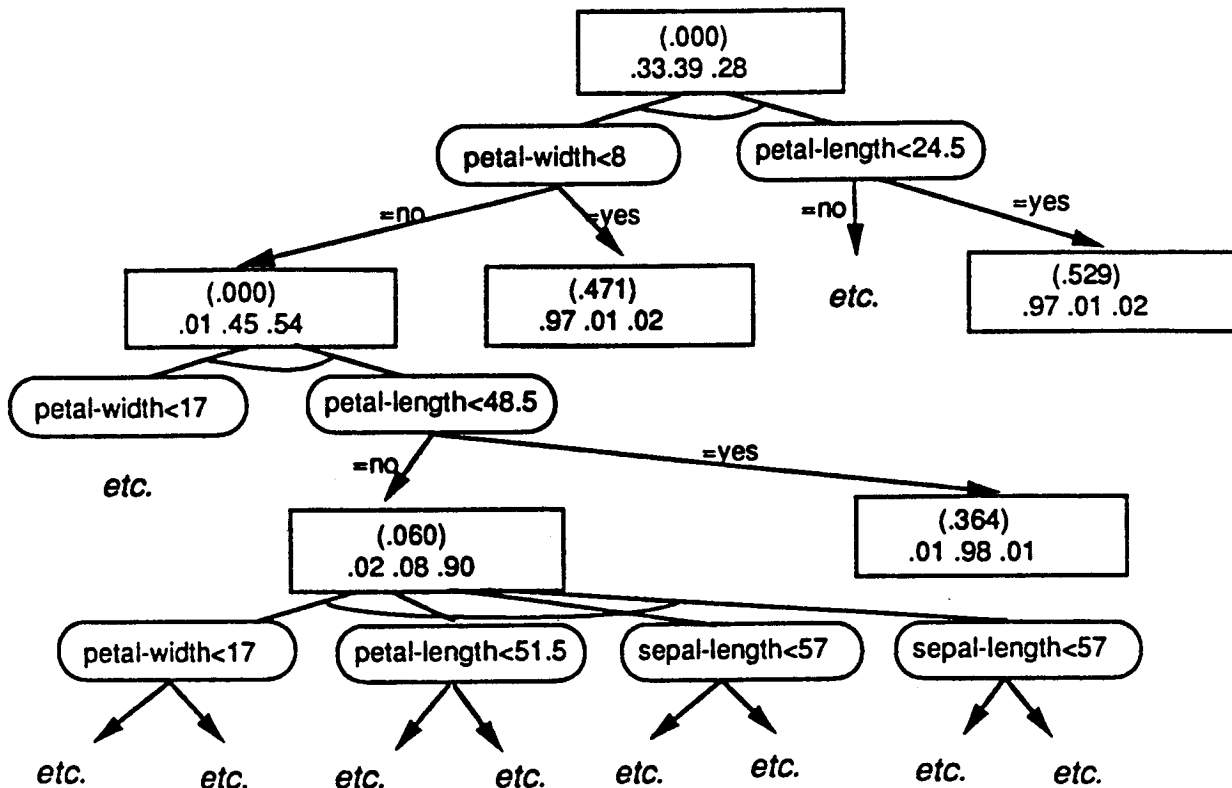 (.000)
.33.39 .28
petal-width<8
petal-length<24.5
=no
=yes
=no
=yes
(.000)
.01 .45 .54
(.471)
.97 .01 .02
etc.
(.529)
.97 .01 .02
petal-width<17
petal-length<48.5
etc.
=no
=yes
(.060)
.02 .08 .90
(.364)
.01 .98 .01
petal-width<17
petal-length<51.5
sepal-length<57
sepal-length<57
etc.
etc.
etc.
etc.
etc.
etc.
etc.
etc.